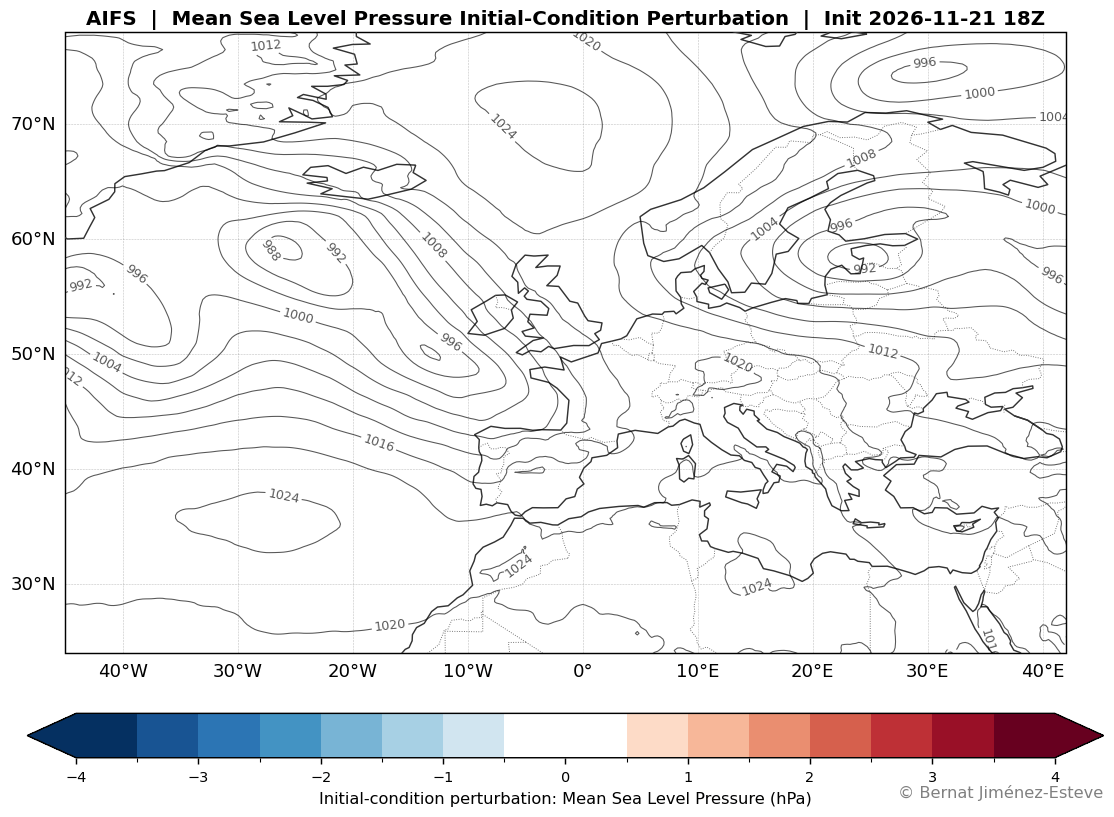 AIFS | Mean Sea Level Pressure Initial-Condition Perturbation | Init 2026-11-21 18Z
1012
1020
996
1000
1004
70°N
1024
1008
1000
60°N
988
992
1008
1004
996
996
992
992
996
1000
996
50°N
1004
1012
1020
1012
1016
40°N
1024
30°N
1024
1024
1020
40°W 30°W 20°W 10°W 0° 10°E 20°E 30°E 40°E
−4 −3 −2 −1 0 1 2 3 4
Initial-condition perturbation: Mean Sea Level Pressure (hPa)
© Bernat Jiménez-Esteve